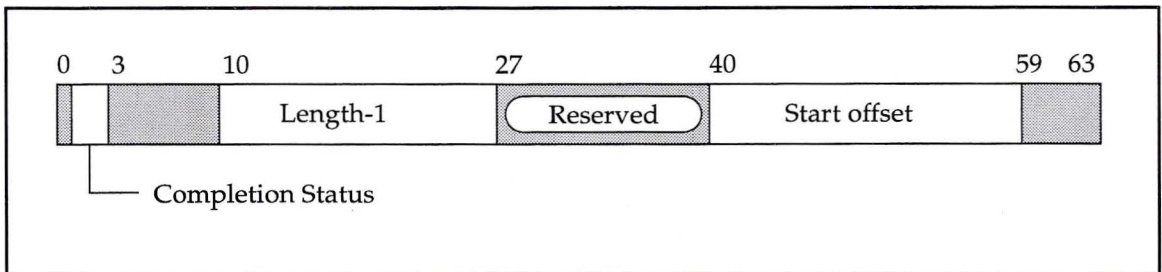 0 3 10 27 40 59 63
Length-1 Reserved Start offset
Completion Status